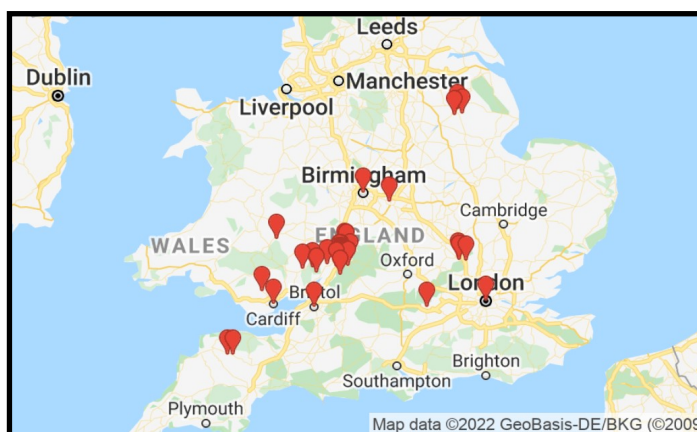 Leeds
Dublin
Manchester
Liverpool
Birmingham
Cambridge
ENGLAND
WALES
Oxford
London
Bristol
Cardiff
Brighton
Southampton
Plymouth
Map data ©2022 GeoBasis-DE/BKG (©2009